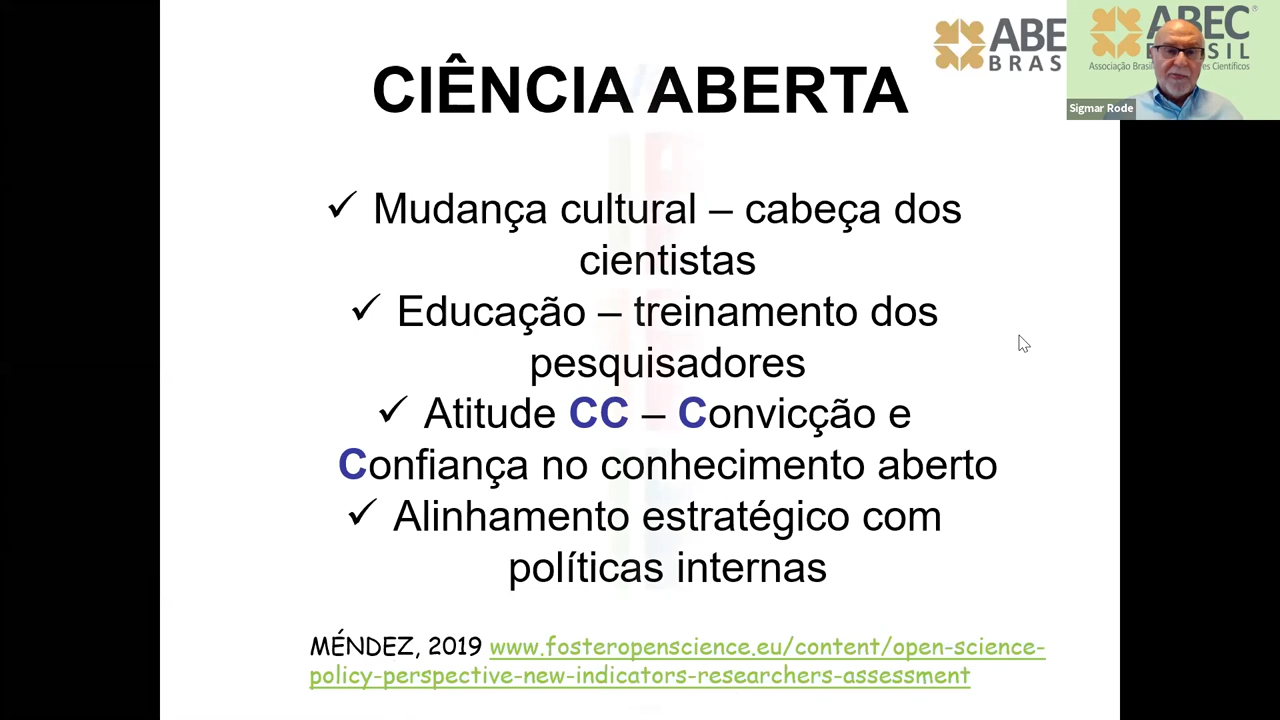 ABE
BRAS
ABEC
BRASIL
Associação Brasil es Científicos
Sigmar Rode
CIÊNCIA ABERTA
✓ Mudança cultural – cabeça dos
cientistas
✓ Educação – treinamento dos
pesquisadores
✓ Atitude CC – Convicção e
Confiança no conhecimento aberto
✓ Alinhamento estratégico com
políticas internas
MÉNDEZ, 2019 www.fosteropenscience.eu/content/open-science-
policy-perspective-new-indicators-researchers-assessment